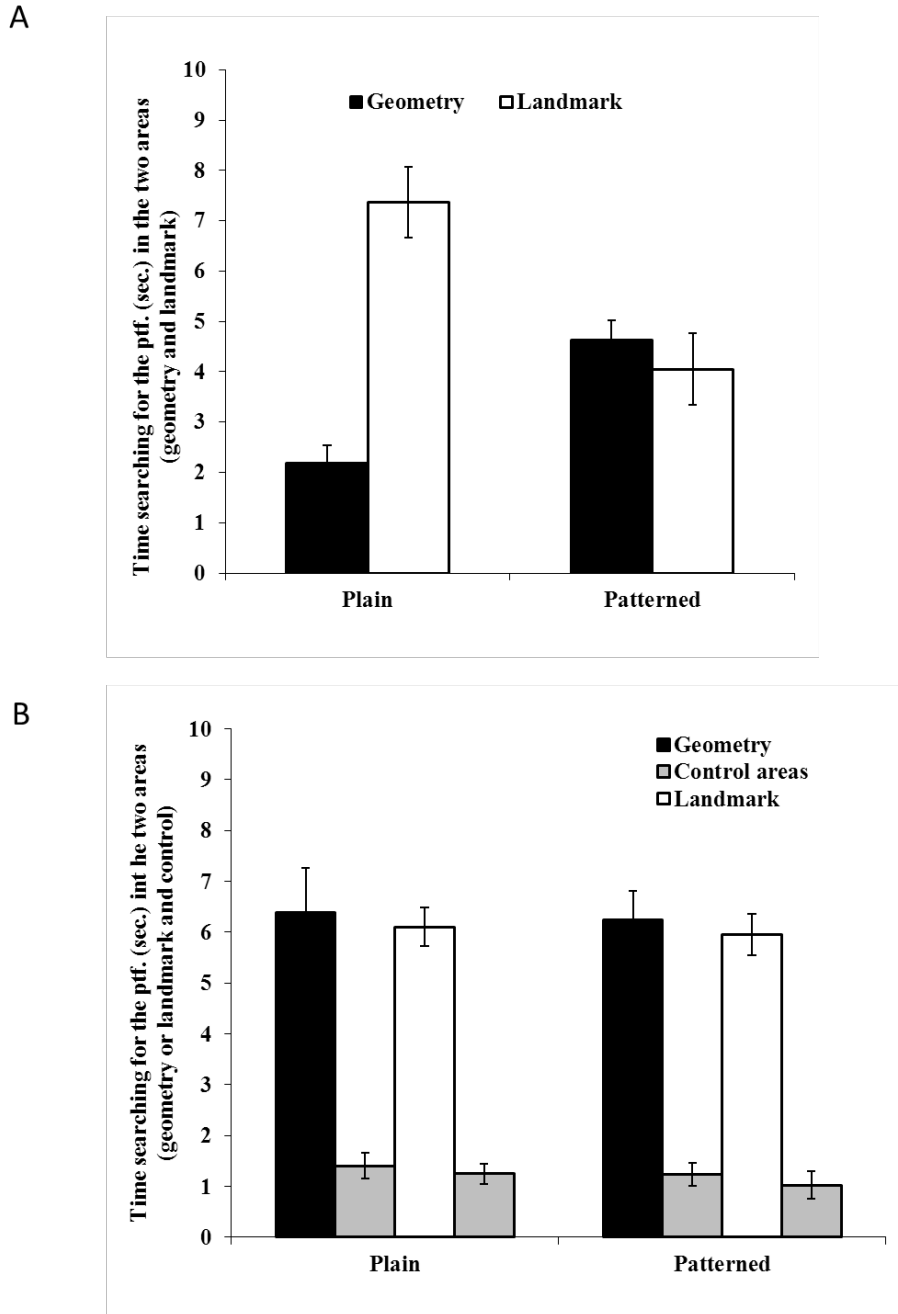 A
Time searching for the ptf. (sec.) in the two areas
(geometry and landmark)
10
9
8
7
6
5
4
3
2
1
0
Geometry
Landmark
Plain
Patterned
B
Time searching for the ptf. (sec.) int he two areas
(geometry or landmark and control)
10
9
8
7
6
5
4
3
2
1
0
Geometry
Control areas
Landmark
Plain
Patterned